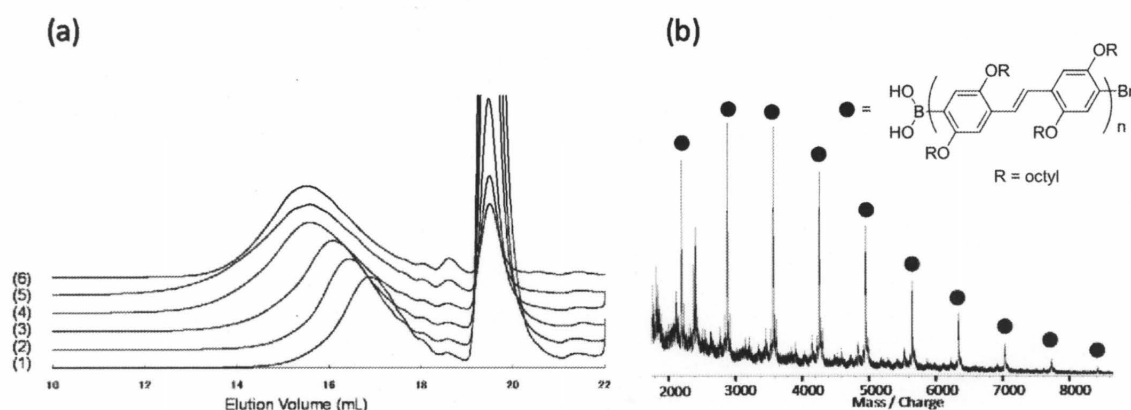 (a)
(6)
(5)
(4)
(3)
(2)
(1)
10 12 14 16 18 20 22
Elution Volume (mL)
(b)
● =
HO
B
HO
OR
RO
OR
RO
Br
n
R = octyl
2000 3000 4000 5000 6000 7000 8000
Mass / Charge